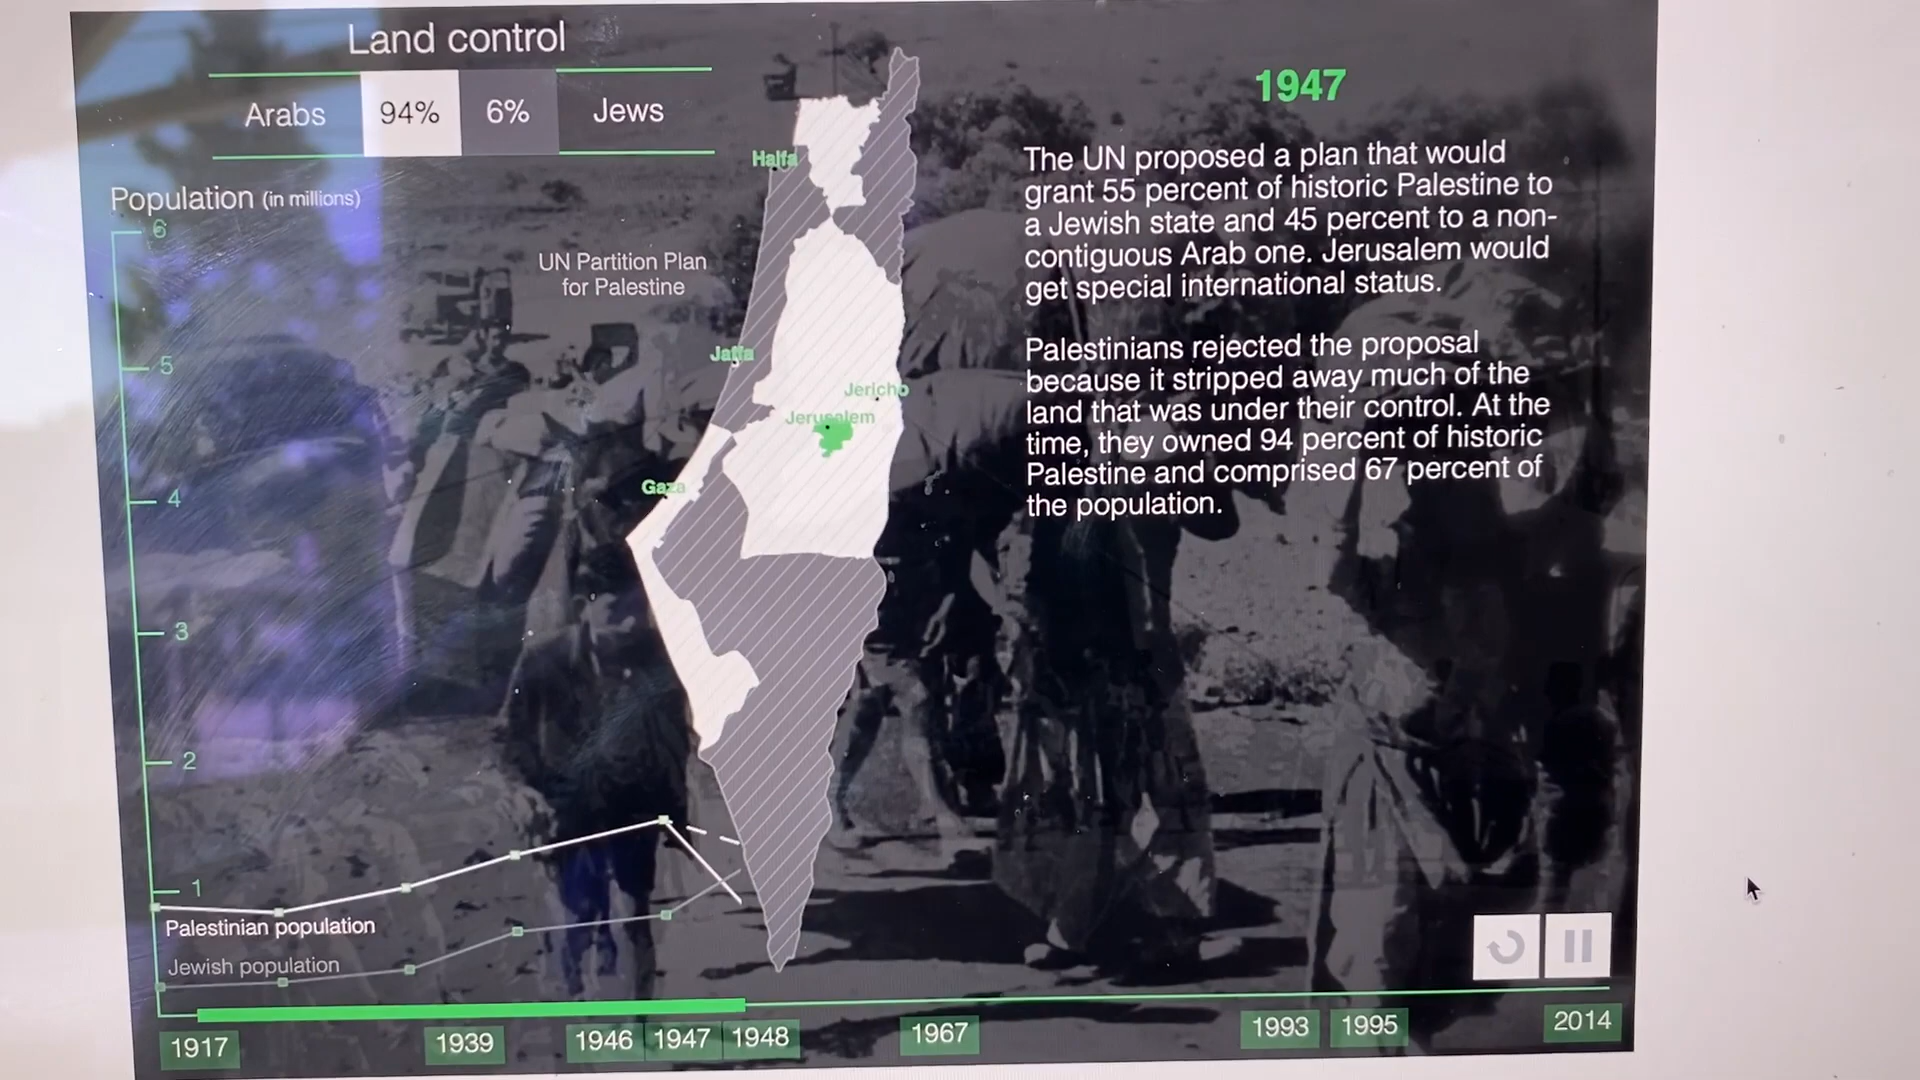 Land control
Arabs 94% 6% Jews
Population (in millions)
6
5
4
3
2
1
Palestinian population
Jewish population
UN Partition Plan
for Palestine
Haifa
Jaffa
Jericho
Jerusalem
Gaza
1947
The UN proposed a plan that would
grant 55 percent of historic Palestine to
a Jewish state and 45 percent to a non-
contiguous Arab one. Jerusalem would
get special international status.
Palestinians rejected the proposal
because it stripped away much of the
land that was under their control. At the
time, they owned 94 percent of historic
Palestine and comprised 67 percent of
the population.
1917 1939 1946 1947 1948 1967 1993 1995 2014